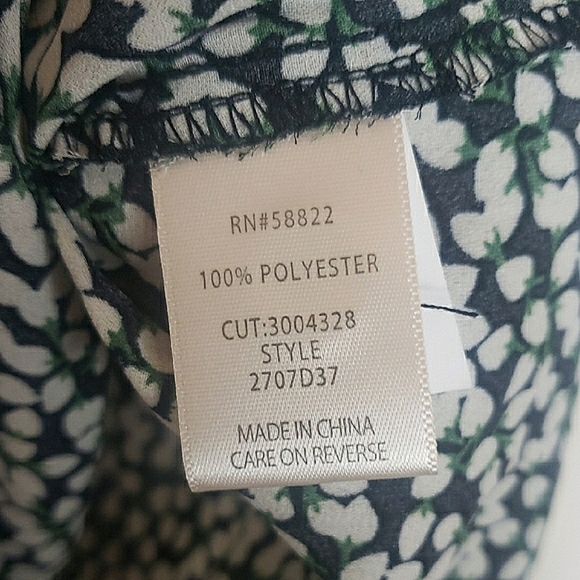 RN#58822
100% POLYESTER
CUT:3004328
STYLE
2707D37
MADE IN CHINA
CARE ON REVERSE